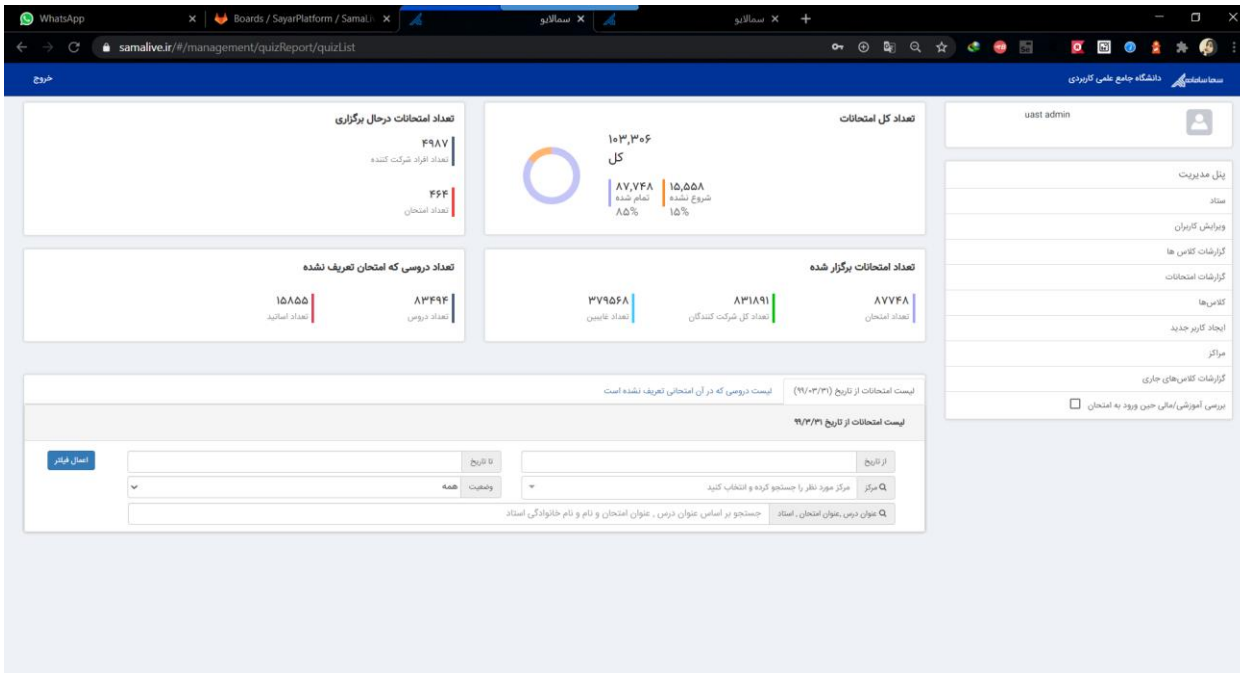 WhatsApp
Boards / SayarPlatform / SamaLiv
سمالایو
سمالایو
samalive.ir/#/management/quizReport/quizList
دانشگاه جامع علمی کاربردی
خروج
uast admin
پنل مدیریت
ستاد
ویرایش کاربران
گزارشات کلاس ها
گزارشات امتحانات
کلاس‌ها
ایجاد کاربر جدید
مراکز
گزارشات کلاس‌های جاری
بررسی آموزشی/مالی حین ورود به امتحان
تعداد کل امتحانات
۱۰۳,۳۰۶
کل
۱۵,۵۵۸
شروع نشده
۱۵%
۸۷,۷۴۸
تمام شده
۸۵%
تعداد امتحانات درحال برگزاری
۴۹۸۷
تعداد افراد شرکت کننده
۴۶۴
تعداد امتحان
تعداد امتحانات برگزار شده
۸۷۷۴۸
تعداد امتحان
۸۳۱۸۹۱
تعداد کل شرکت کنندگان
۳۷۹۵۶۸
تعداد غایبین
تعداد دروسی که امتحان تعریف نشده
۸۳۴۹۴
تعداد دروس
۱۵۸۵۵
تعداد اساتید
لیست امتحانات از تاریخ (۹۹/۰۳/۳۱)
لیست دروسی که در آن امتحانی تعریف نشده است
لیست امتحانات از تاریخ ۹۹/۳/۳۱
از تاریخ
تا تاریخ
اعمال فیلتر
مرکز مرکز مورد نظر را جستجو کرده و انتخاب کنید
وضعیت همه
عنوان درس ,عنوان امتحان , استاد جستجو بر اساس عنوان درس , عنوان امتحان و نام و نام خانوادگی استاد